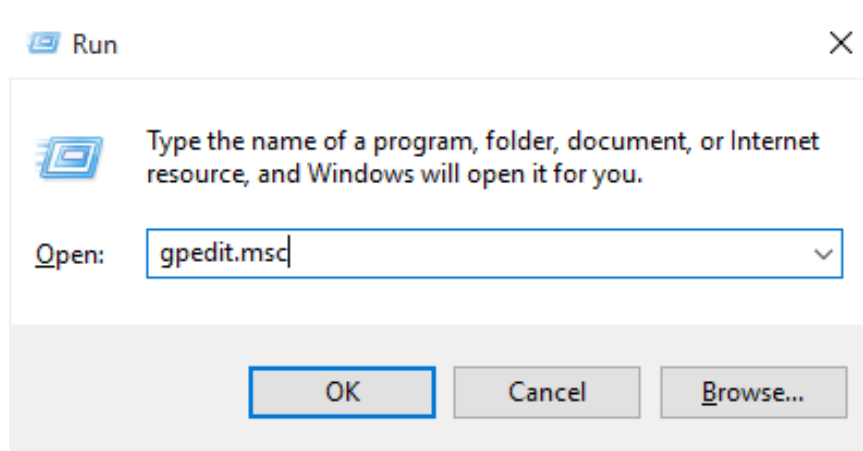 Run
Type the name of a program, folder, document, or Internet
resource, and Windows will open it for you.
Open: gpedit.msc
OK Cancel Browse...